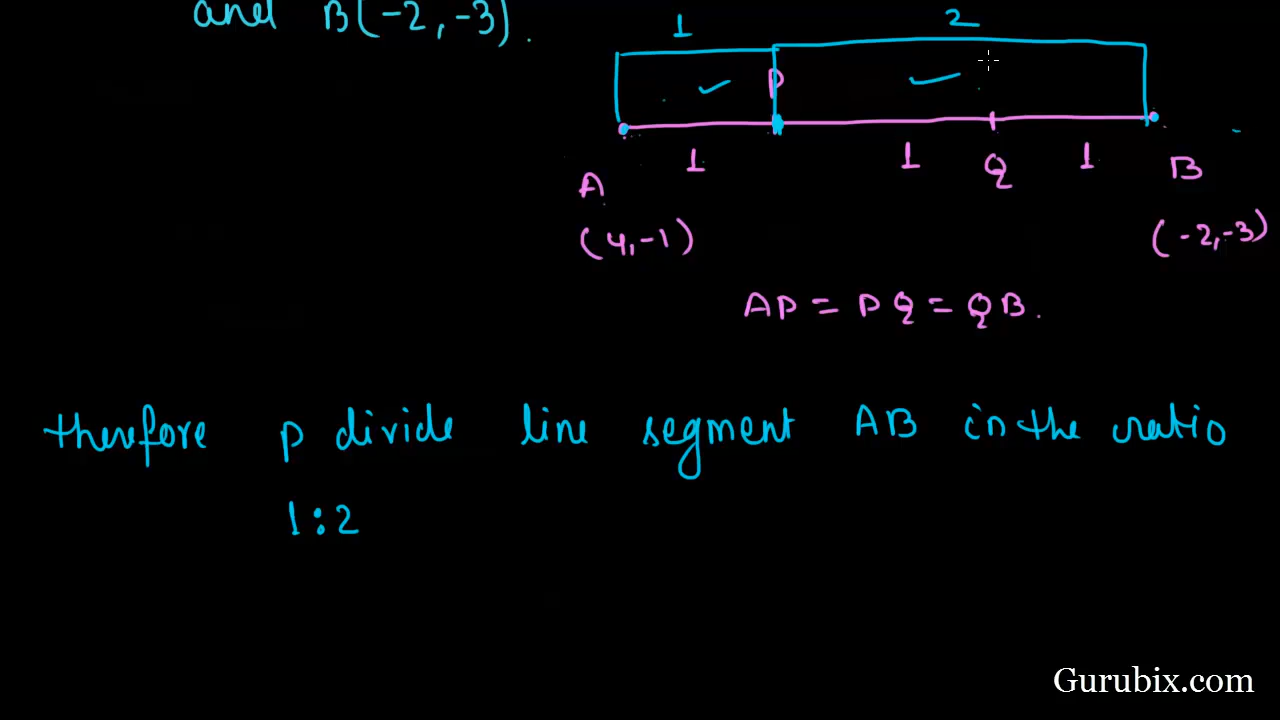 and B(-2,-3).
1 2
P
1 1 Q 1
A B
(4,-1) (-2,-3)
AP = PQ = QB.
therefore p divide line segment AB in the ratio
1:2
Gurubix.com